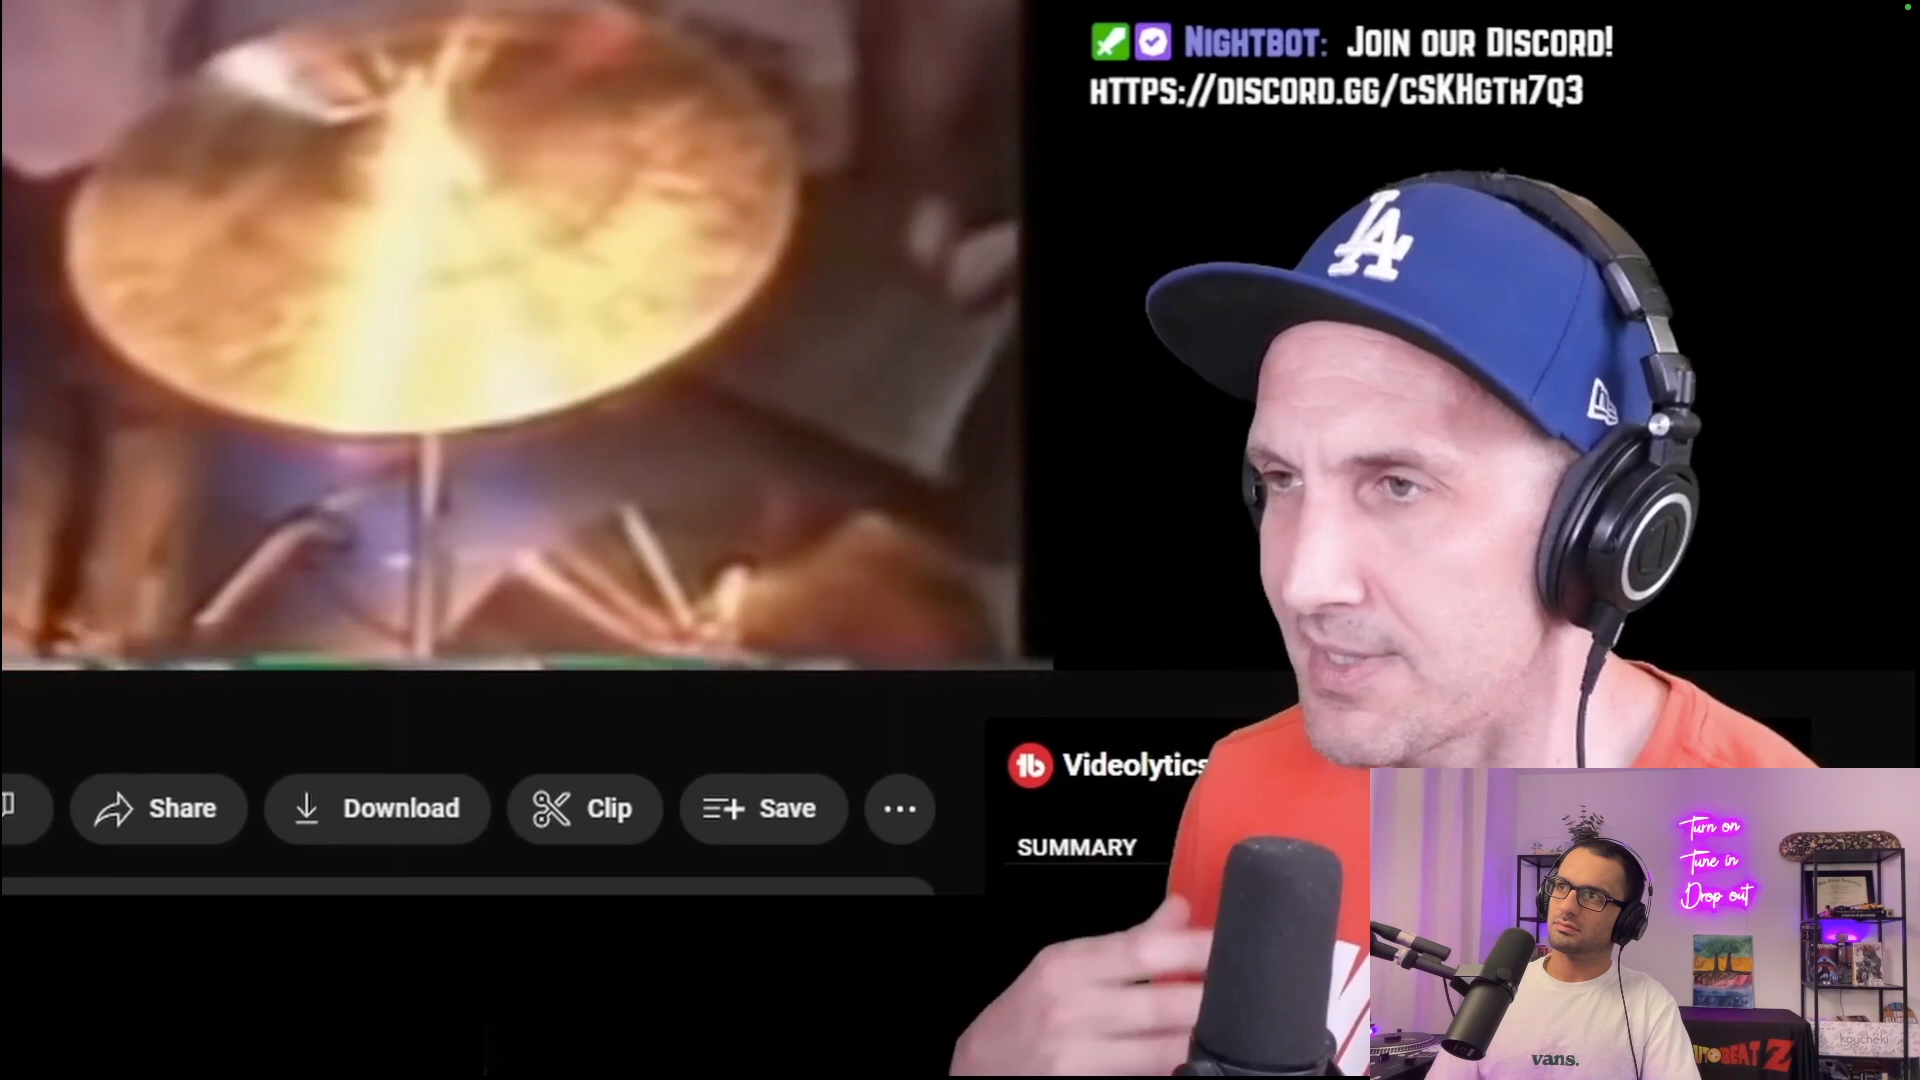 NIGHTBOT: JOIN OUR DISCORD!
HTTPS://DISCORD.GG/CSKHGTH7Q3
LA
Share
Download
Clip
Save
Videolytics
SUMMARY
Turn on
Tune in
Drop out
vans.
koucheki